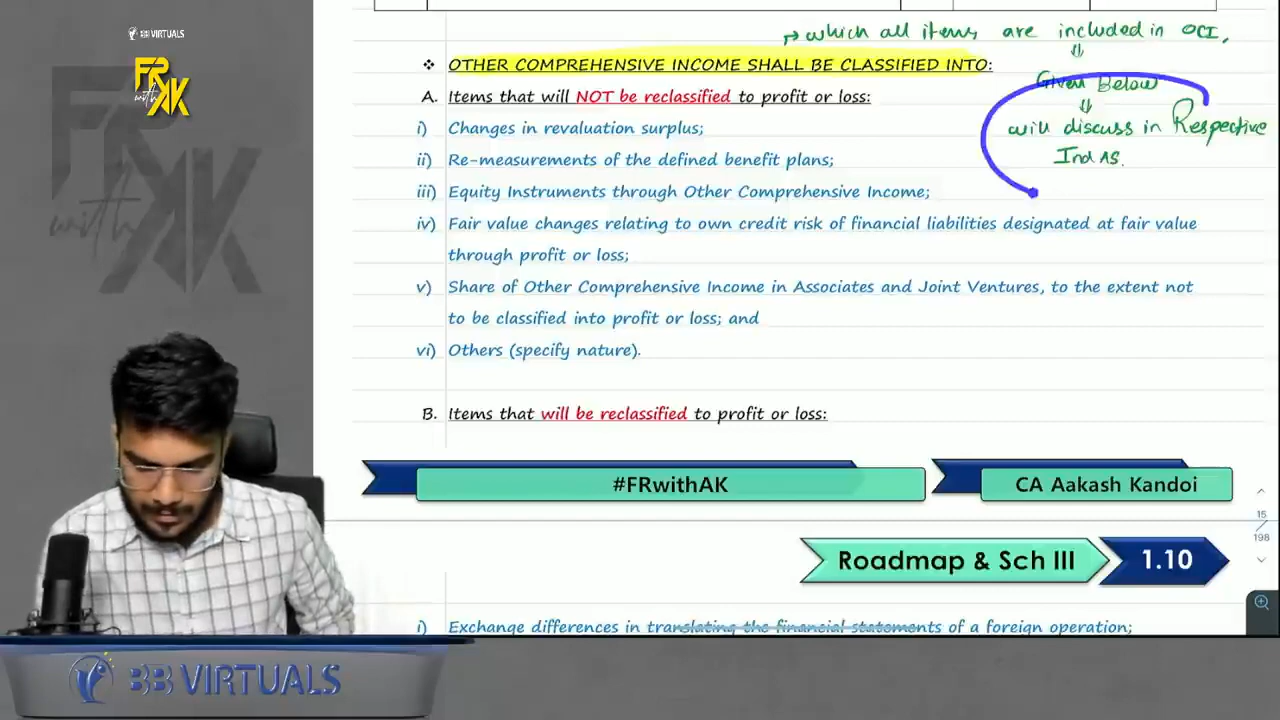 BB VIRTUALS
FR
with
AK
FR
with
AK
→ which all items are included in OCI,
❖ OTHER COMPREHENSIVE INCOME SHALL BE CLASSIFIED INTO:
⇓
Given Below
A. Items that will NOT be reclassified to profit or loss:
⇓
i) Changes in revaluation surplus;
will discuss in Respective
Ind AS.
ii) Re-measurements of the defined benefit plans;
iii) Equity Instruments through Other Comprehensive Income;
iv) Fair value changes relating to own credit risk of financial liabilities designated at fair value
through profit or loss;
v) Share of Other Comprehensive Income in Associates and Joint Ventures, to the extent not
to be classified into profit or loss; and
vi) Others (specify nature).
B. Items that will be reclassified to profit or loss:
#FRwithAK
CA Aakash Kandoi
15
198
Roadmap & Sch III
1.10
i) Exchange differences in translating the financial statements of a foreign operation;
BB VIRTUALS